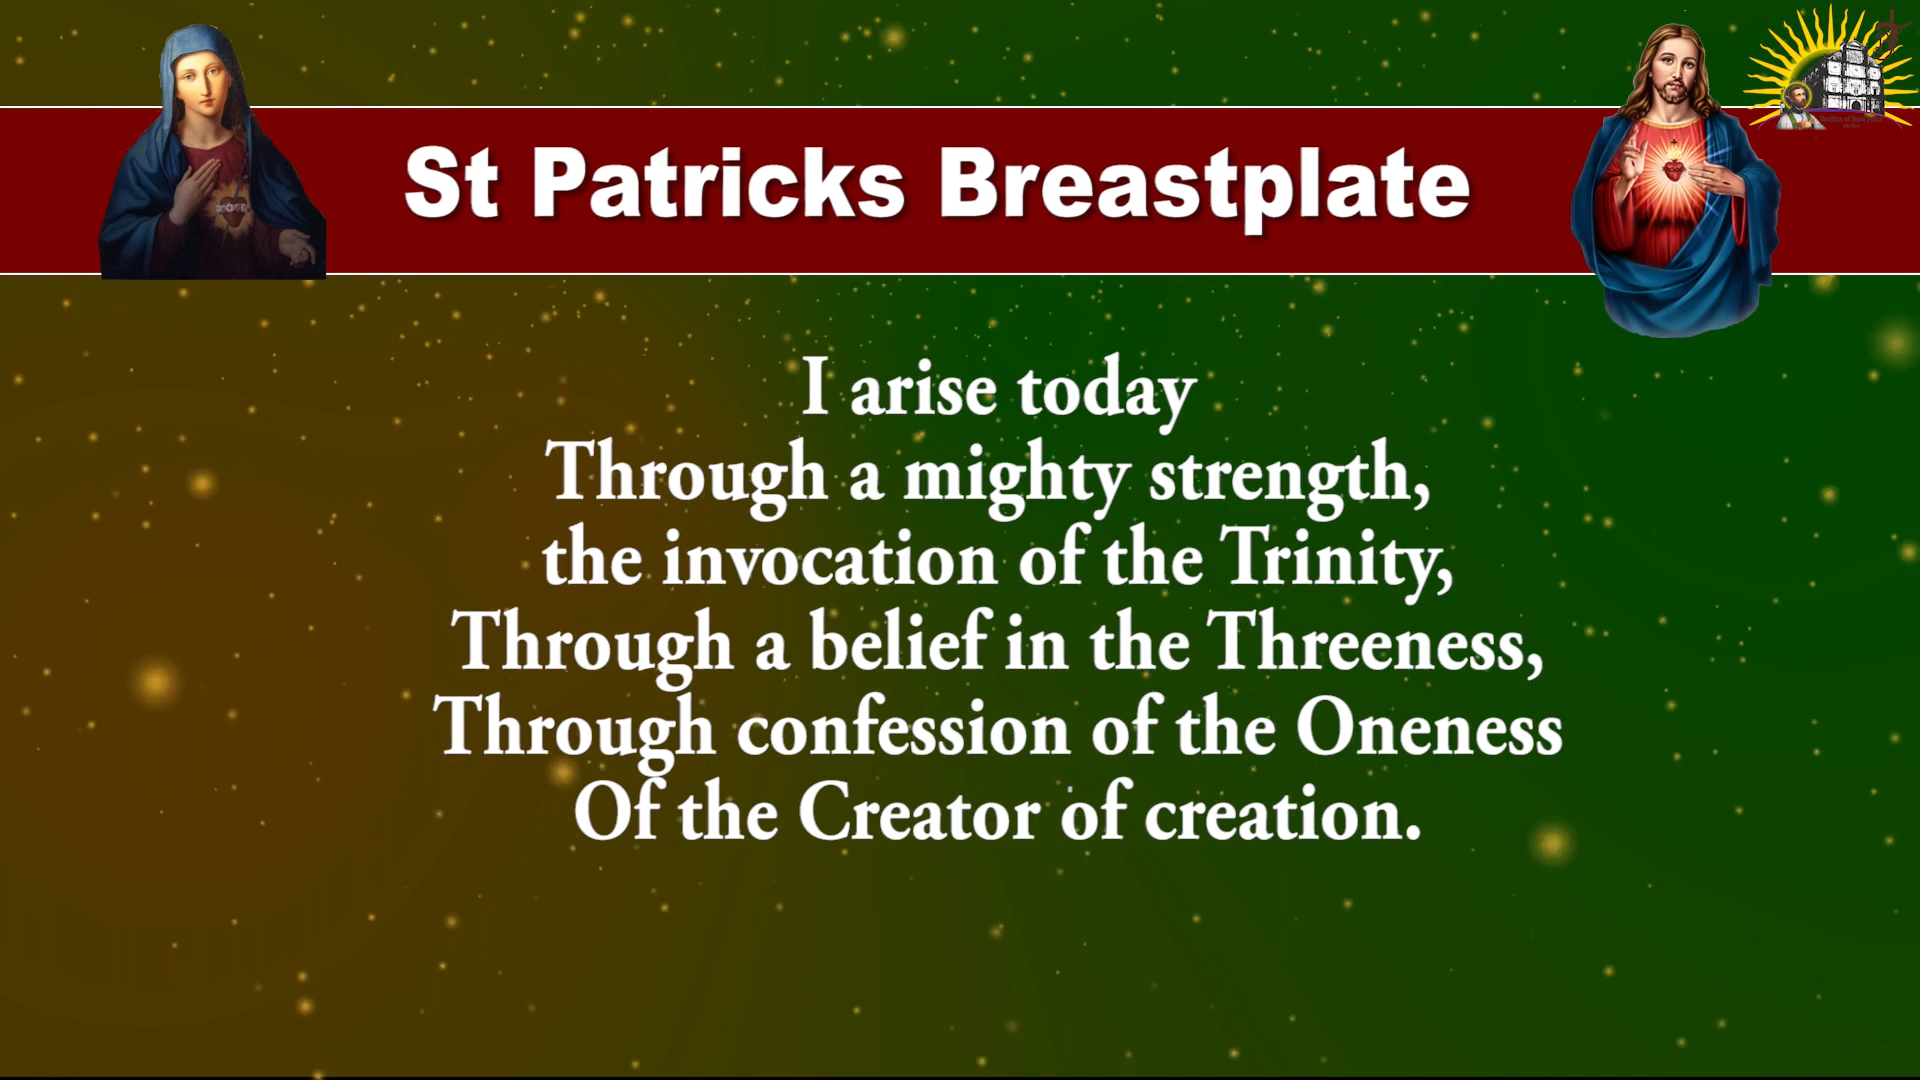 St Patricks Breastplate
I arise today
Through a mighty strength,
the invocation of the Trinity,
Through a belief in the Threeness,
Through confession of the Oneness
Of the Creator of creation.